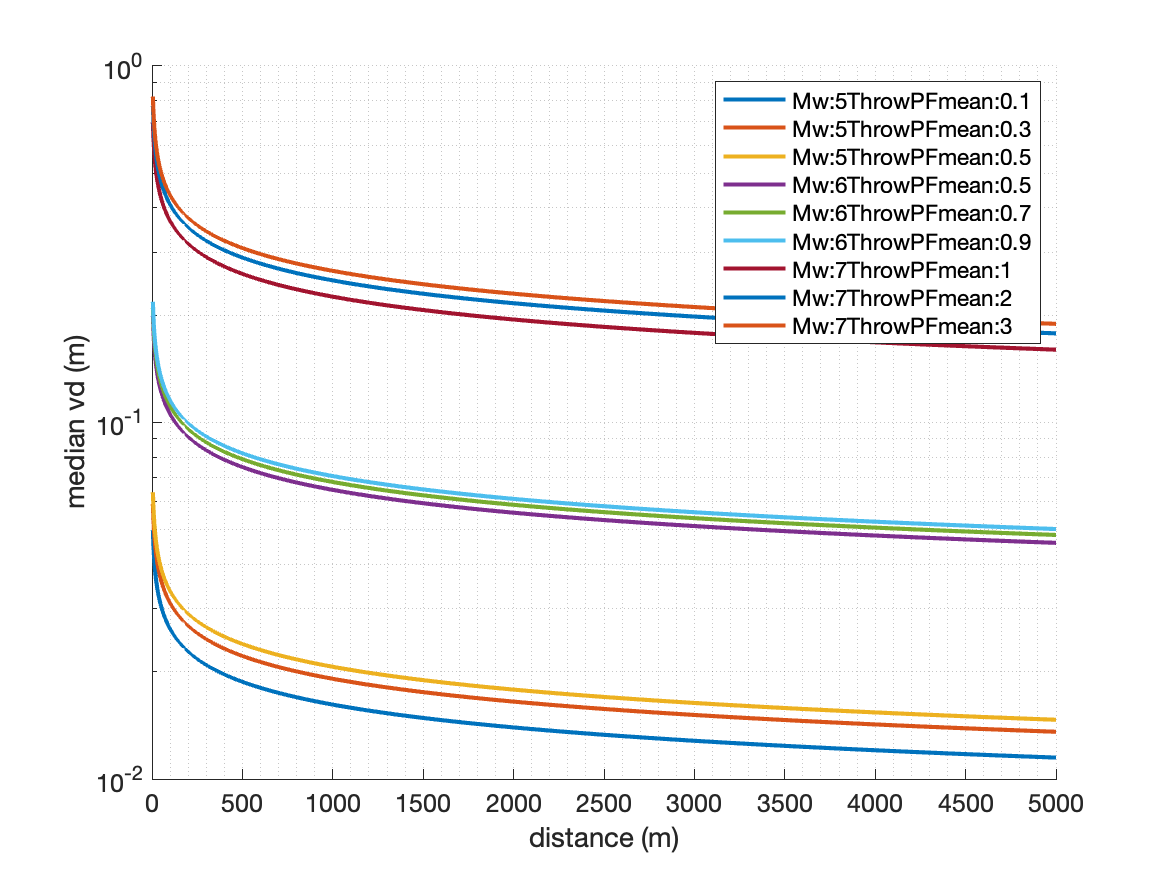 10^0
10^-1
10^-2
median vd (m)
Mw:5ThrowPFmean:0.1
Mw:5ThrowPFmean:0.3
Mw:5ThrowPFmean:0.5
Mw:6ThrowPFmean:0.5
Mw:6ThrowPFmean:0.7
Mw:6ThrowPFmean:0.9
Mw:7ThrowPFmean:1
Mw:7ThrowPFmean:2
Mw:7ThrowPFmean:3
0 500 1000 1500 2000 2500 3000 3500 4000 4500 5000
distance (m)